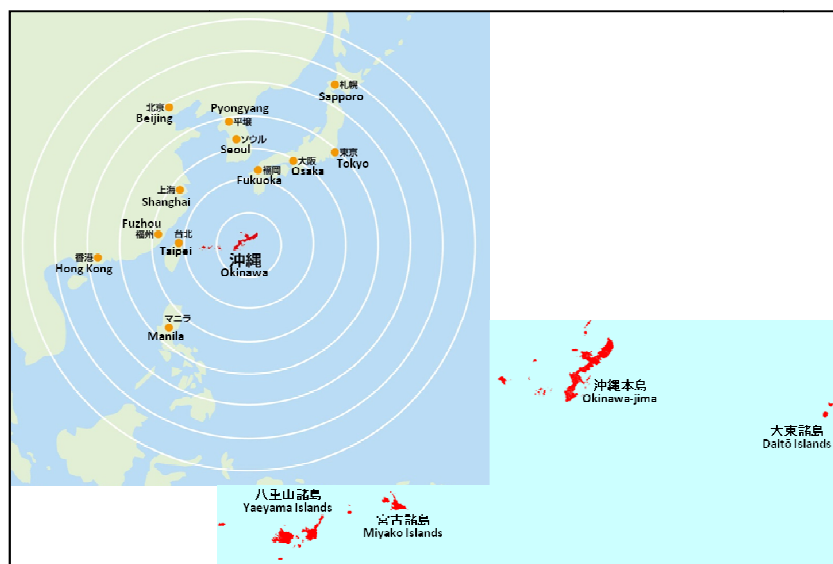 札幌
Sapporo
北京
Beijing
Pyongyang
平壌
ソウル
Seoul
東京
Tokyo
大阪
Osaka
福岡
Fukuoka
上海
Shanghai
Fuzhou
福州
台北
Taipei
香港
Hong Kong
沖縄
Okinawa
マニラ
Manila
沖縄本島
Okinawa-jima
大東諸島
Daitō Islands
八重山諸島
Yaeyama Islands
宮古諸島
Miyako Islands